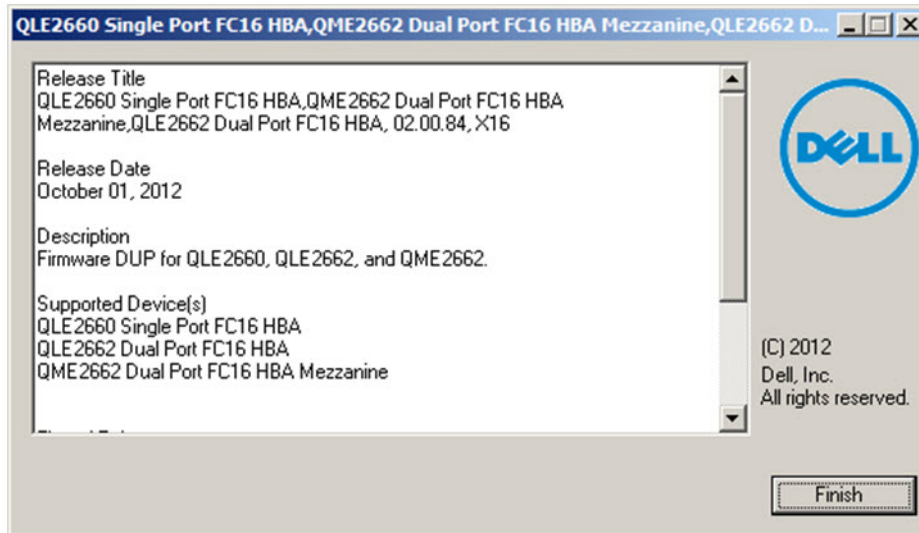 QLE2660 Single Port FC16 HBA,QME2662 Dual Port FC16 HBA Mezzanine,QLE2662 D...
Release Title
QLE2660 Single Port FC16 HBA,QME2662 Dual Port FC16 HBA
Mezzanine,QLE2662 Dual Port FC16 HBA, 02.00.84, X16
Release Date
October 01, 2012
Description
Firmware DUP for QLE2660, QLE2662, and QME2662.
Supported Device(s)
QLE2660 Single Port FC16 HBA
QLE2662 Dual Port FC16 HBA
QME2662 Dual Port FC16 HBA Mezzanine
DELL
(C) 2012
Dell, Inc.
All rights reserved.
Finish